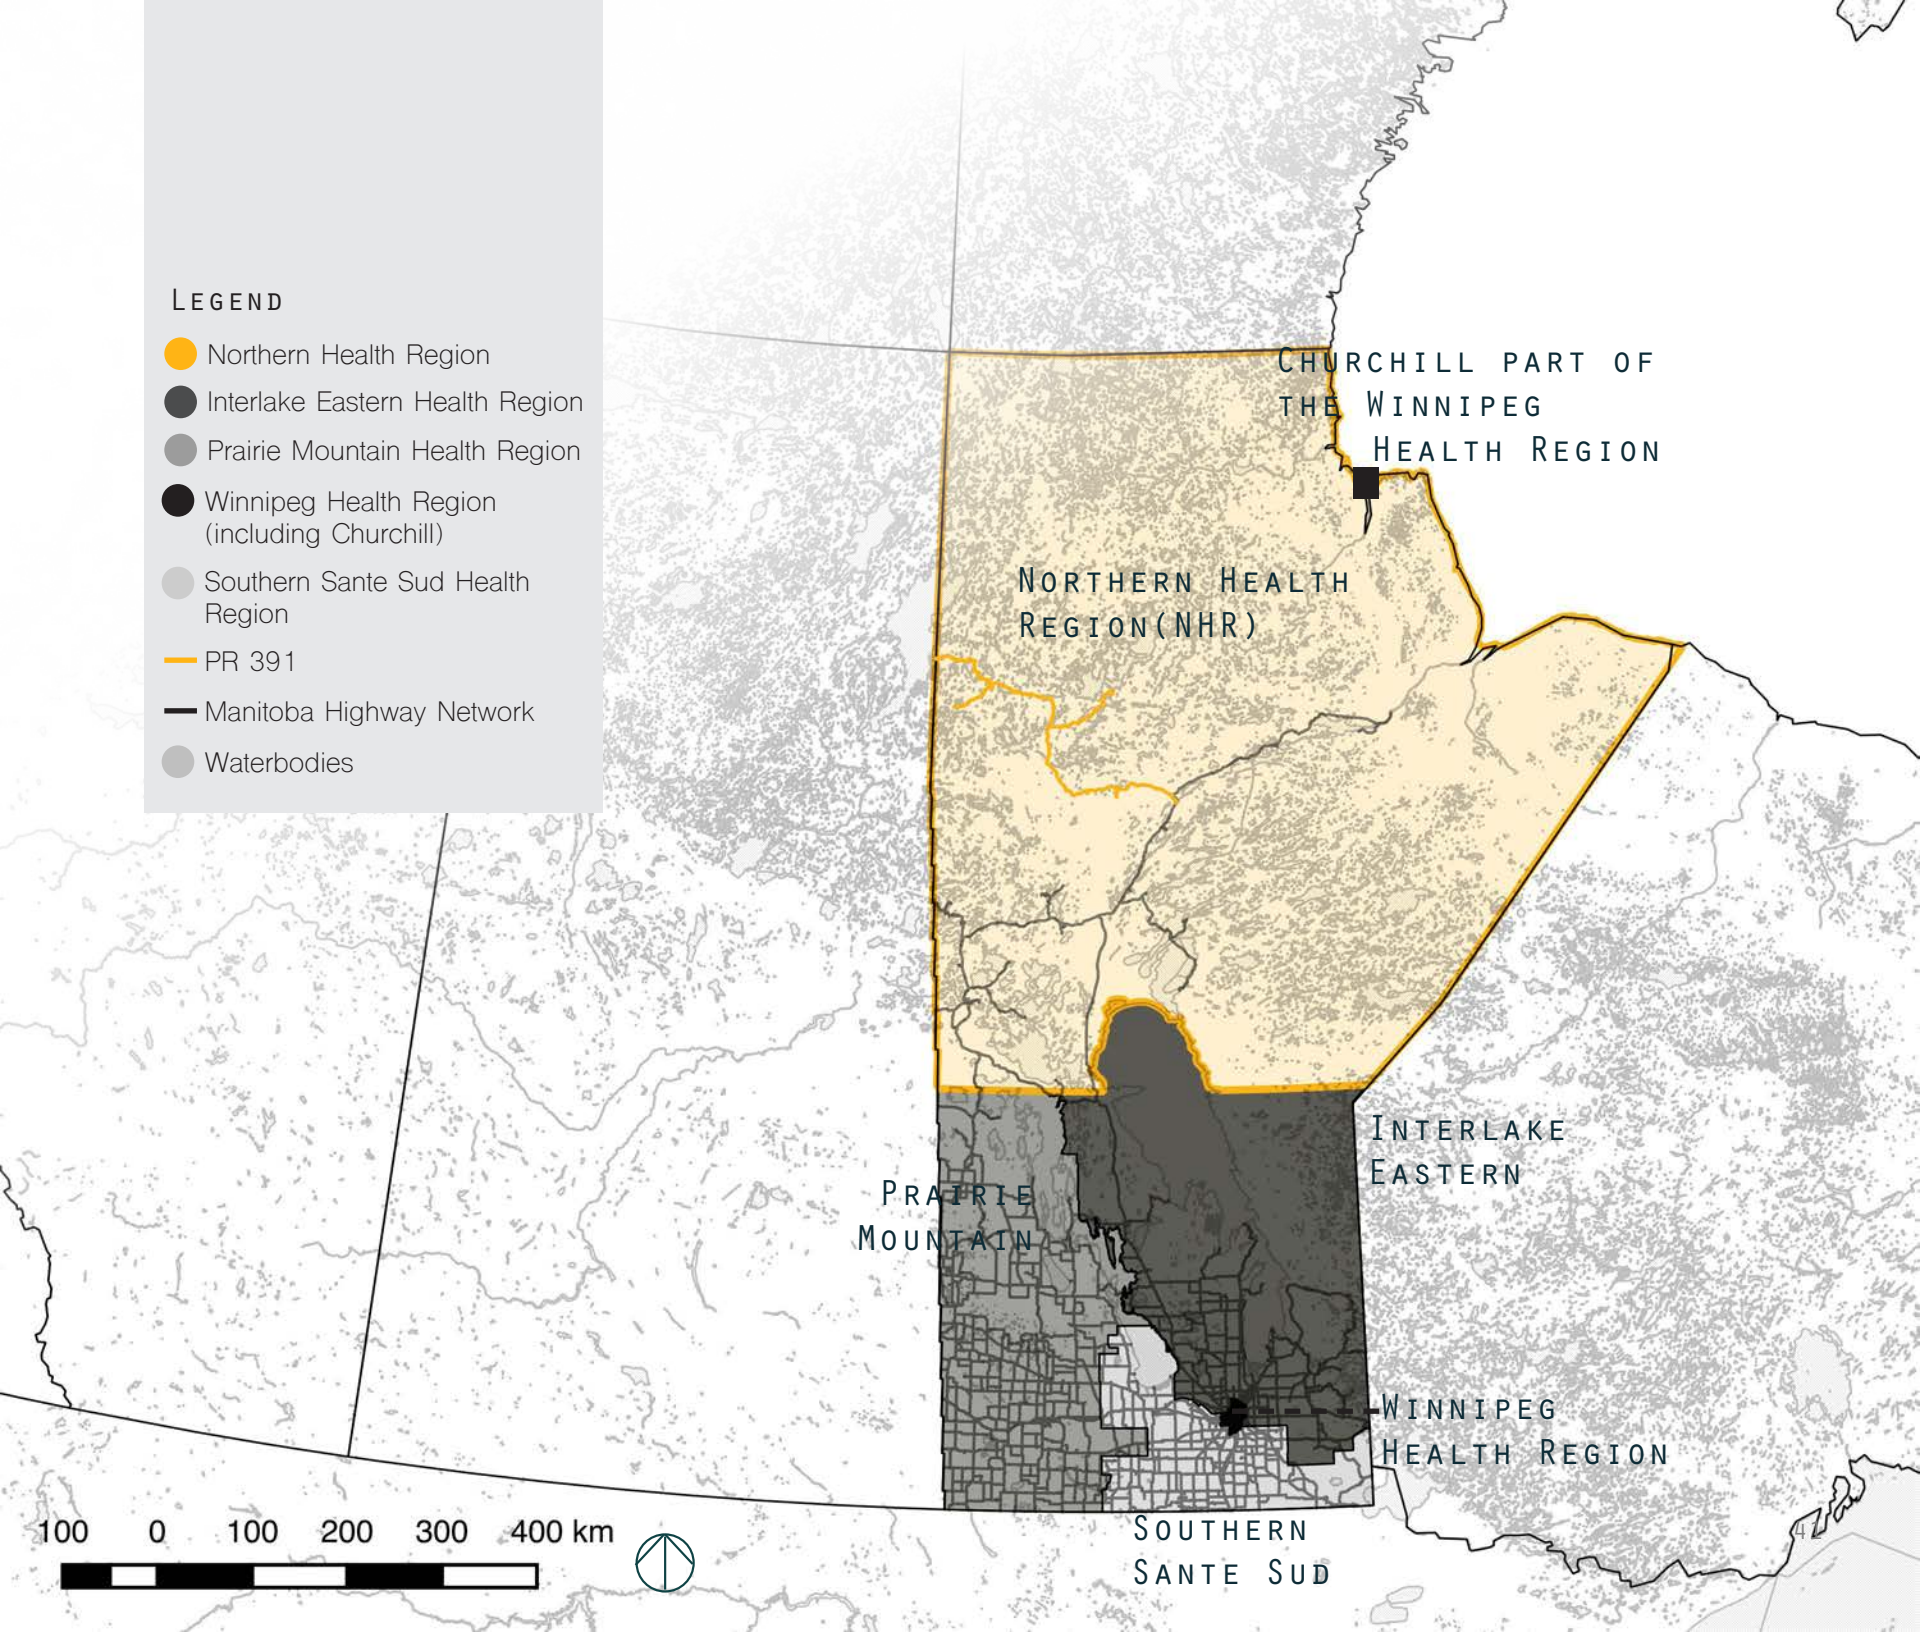 LEGEND
Northern Health Region
Interlake Eastern Health Region
Prairie Mountain Health Region
Winnipeg Health Region
(including Churchill)
Southern Sante Sud Health
Region
PR 391
Manitoba Highway Network
Waterbodies
CHURCHILL PART OF
THE WINNIPEG
HEALTH REGION
NORTHERN HEALTH
REGION(NHR)
INTERLAKE
EASTERN
PRAIRIE
MOUNTAIN
WINNIPEG
HEALTH REGION
SOUTHERN
SANTE SUD
100 0 100 200 300 400 km